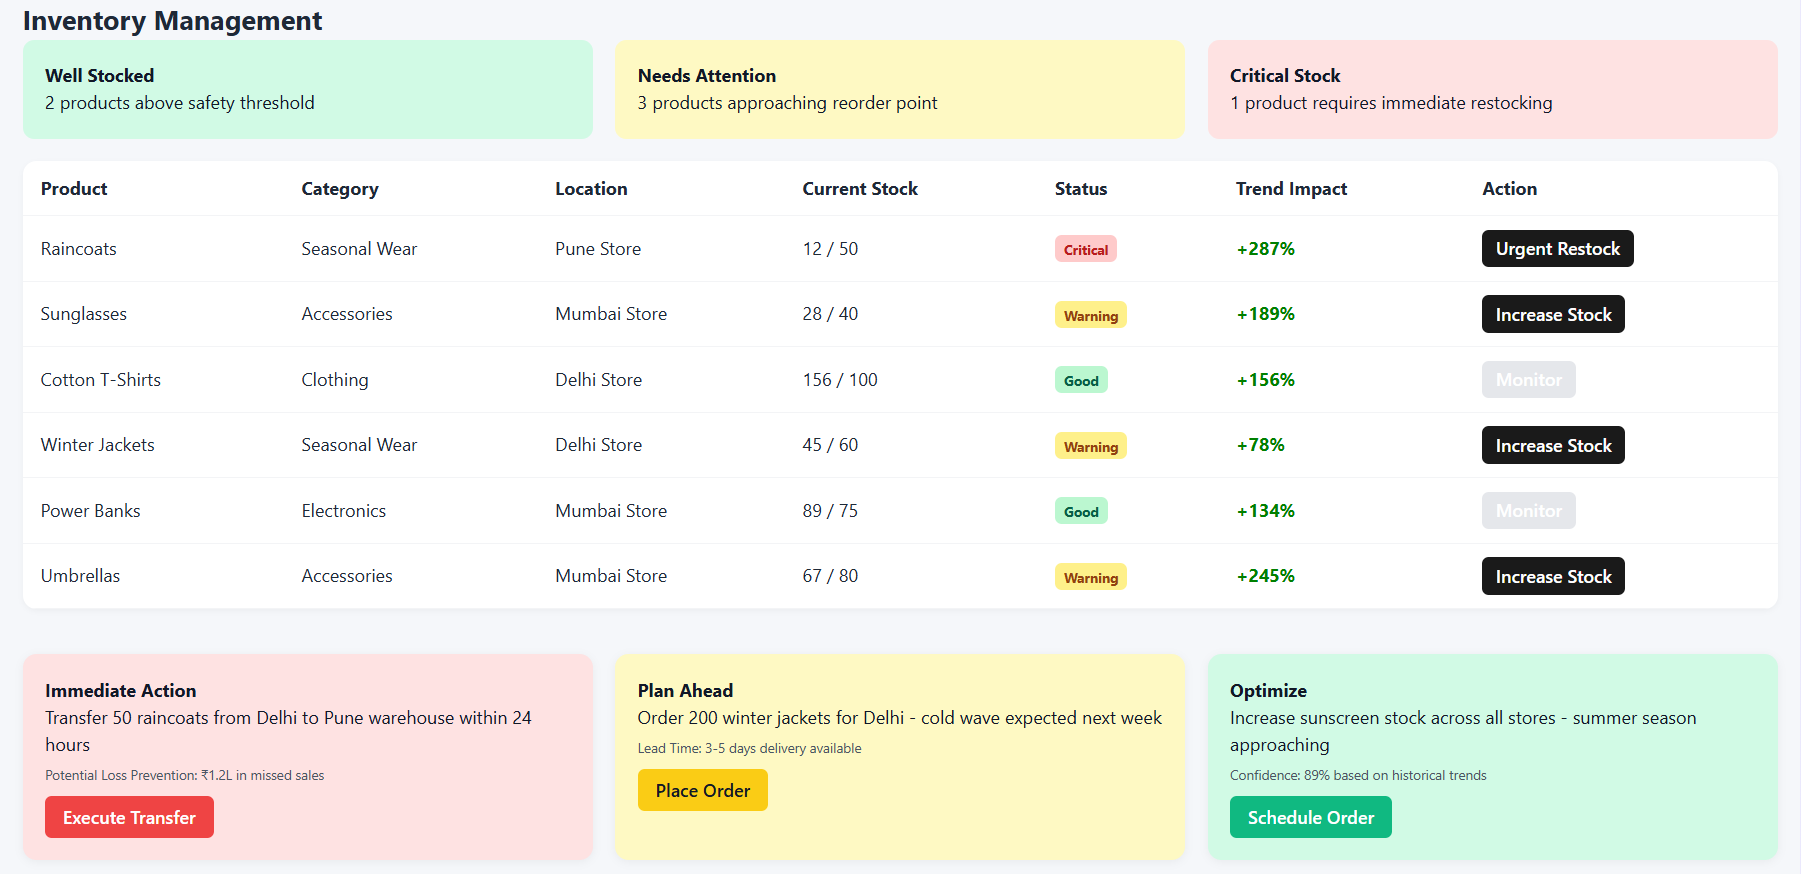 Inventory Management
Well Stocked
2 products above safety threshold
Needs Attention
3 products approaching reorder point
Critical Stock
1 product requires immediate restocking
Product Category Location Current Stock Status Trend Impact Action
Raincoats Seasonal Wear Pune Store 12 / 50 Critical +287% Urgent Restock
Sunglasses Accessories Mumbai Store 28 / 40 Warning +189% Increase Stock
Cotton T-Shirts Clothing Delhi Store 156 / 100 Good +156% Monitor
Winter Jackets Seasonal Wear Delhi Store 45 / 60 Warning +78% Increase Stock
Power Banks Electronics Mumbai Store 89 / 75 Good +134% Monitor
Umbrellas Accessories Mumbai Store 67 / 80 Warning +245% Increase Stock
Immediate Action
Transfer 50 raincoats from Delhi to Pune warehouse within 24
hours
Potential Loss Prevention: ₹1.2L in missed sales
Execute Transfer
Plan Ahead
Order 200 winter jackets for Delhi - cold wave expected next week
Lead Time: 3-5 days delivery available
Place Order
Optimize
Increase sunscreen stock across all stores - summer season
approaching
Confidence: 89% based on historical trends
Schedule Order